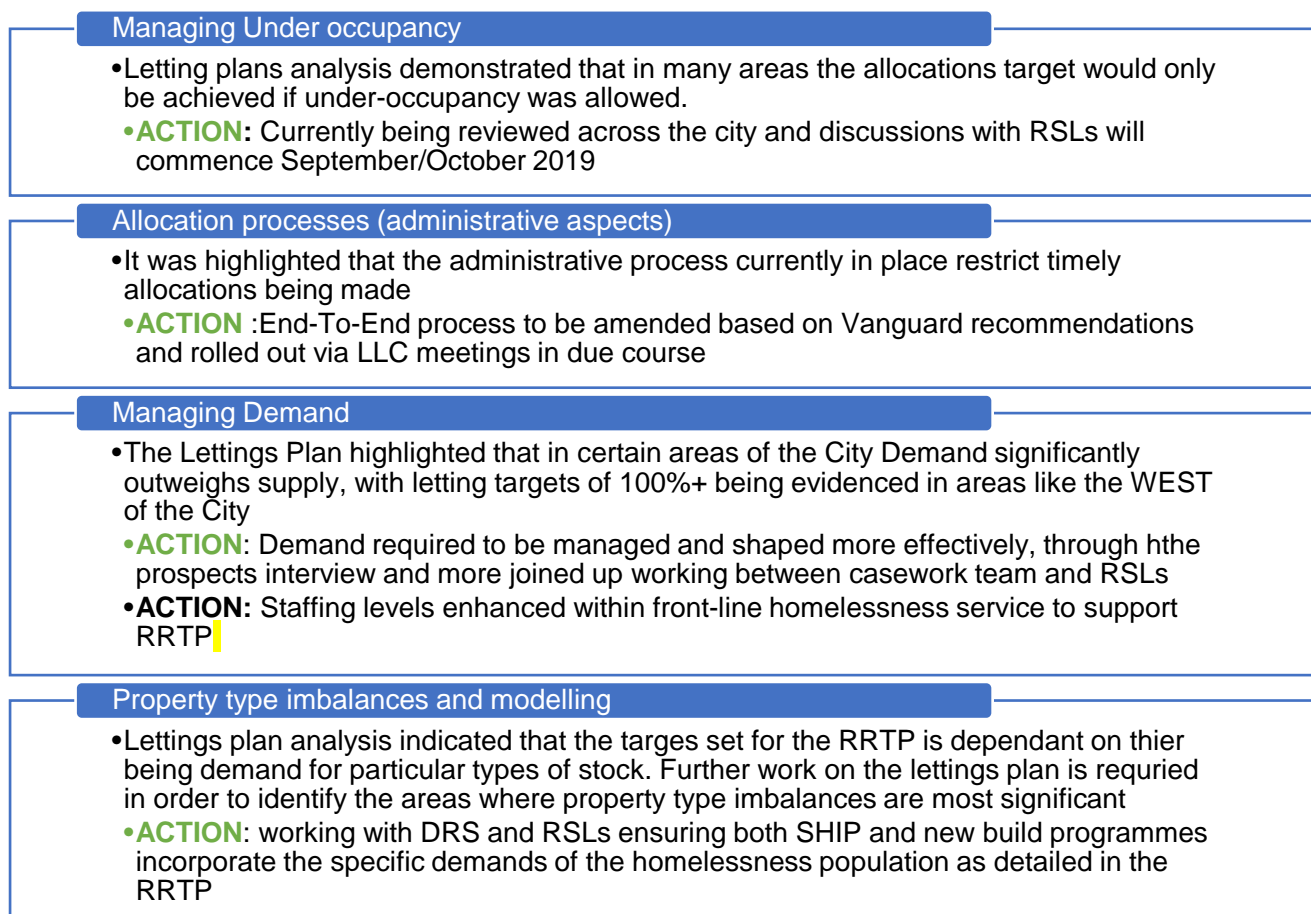 Managing Under occupancy
•Letting plans analysis demonstrated that in many areas the allocations target would only
be achieved if under-occupancy was allowed.
•ACTION: Currently being reviewed across the city and discussions with RSLs will
commence September/October 2019
Allocation processes (administrative aspects)
•It was highlighted that the administrative process currently in place restrict timely
allocations being made
•ACTION :End-To-End process to be amended based on Vanguard recommendations
and rolled out via LLC meetings in due course
Managing Demand
•The Lettings Plan highlighted that in certain areas of the City Demand significantly
outweighs supply, with letting targets of 100%+ being evidenced in areas like the WEST
of the City
•ACTION: Demand required to be managed and shaped more effectively, through hthe
prospects interview and more joined up working between casework team and RSLs
•ACTION: Staffing levels enhanced within front-line homelessness service to support
RRTP
Property type imbalances and modelling
•Lettings plan analysis indicated that the targes set for the RRTP is dependant on thier
being demand for particular types of stock. Further work on the lettings plan is requried
in order to identify the areas where property type imbalances are most significant
•ACTION: working with DRS and RSLs ensuring both SHIP and new build programmes
incorporate the specific demands of the homelessness population as detailed in the
RRTP